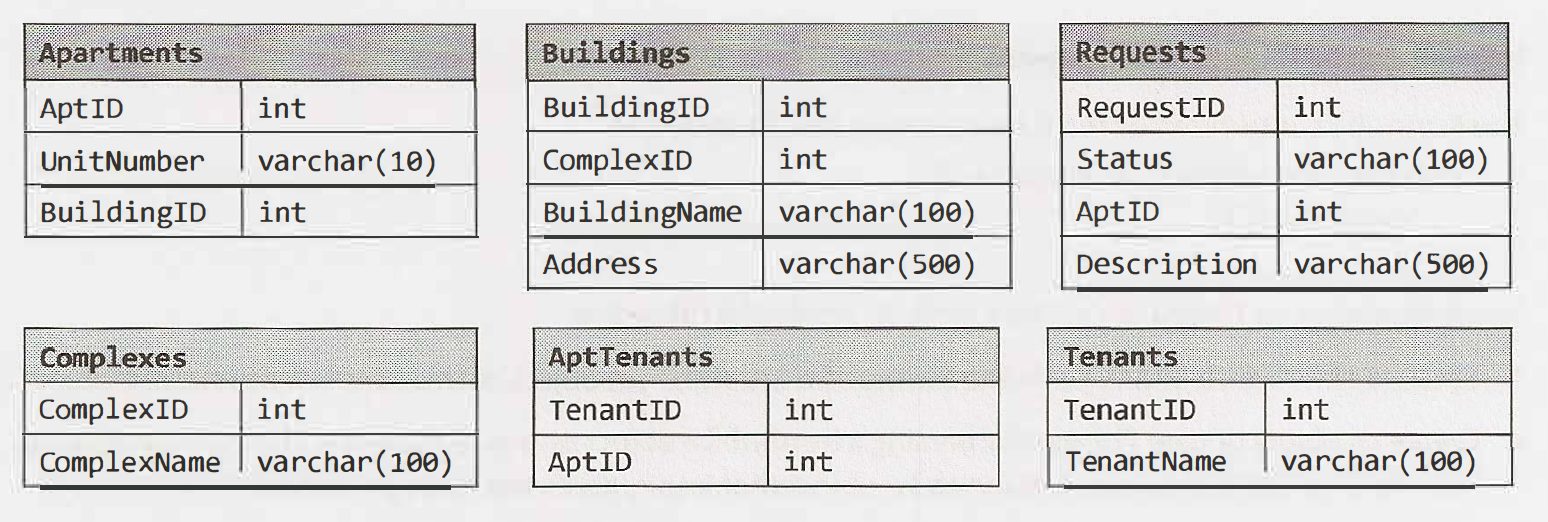 Apartments
AptID int
UnitNumber varchar(10)
BuildingID int
Buildings
BuildingID int
ComplexID int
BuildingName varchar(100)
Address varchar(500)
Requests
RequestID int
Status varchar(100)
AptID int
Description varchar(500)
Complexes
ComplexID int
ComplexName varchar(100)
AptTenants
TenantID int
AptID int
Tenants
TenantID int
TenantName varchar(100)